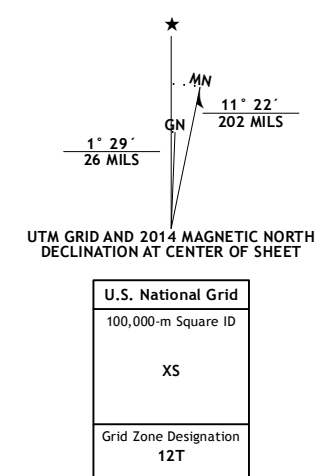 ★
MN
GN
11° 22´
202 MILS
1° 29´
26 MILS
UTM GRID AND 2014 MAGNETIC NORTH
DECLINATION AT CENTER OF SHEET
U.S. National Grid
100,000-m Square ID
XS
Grid Zone Designation
12T